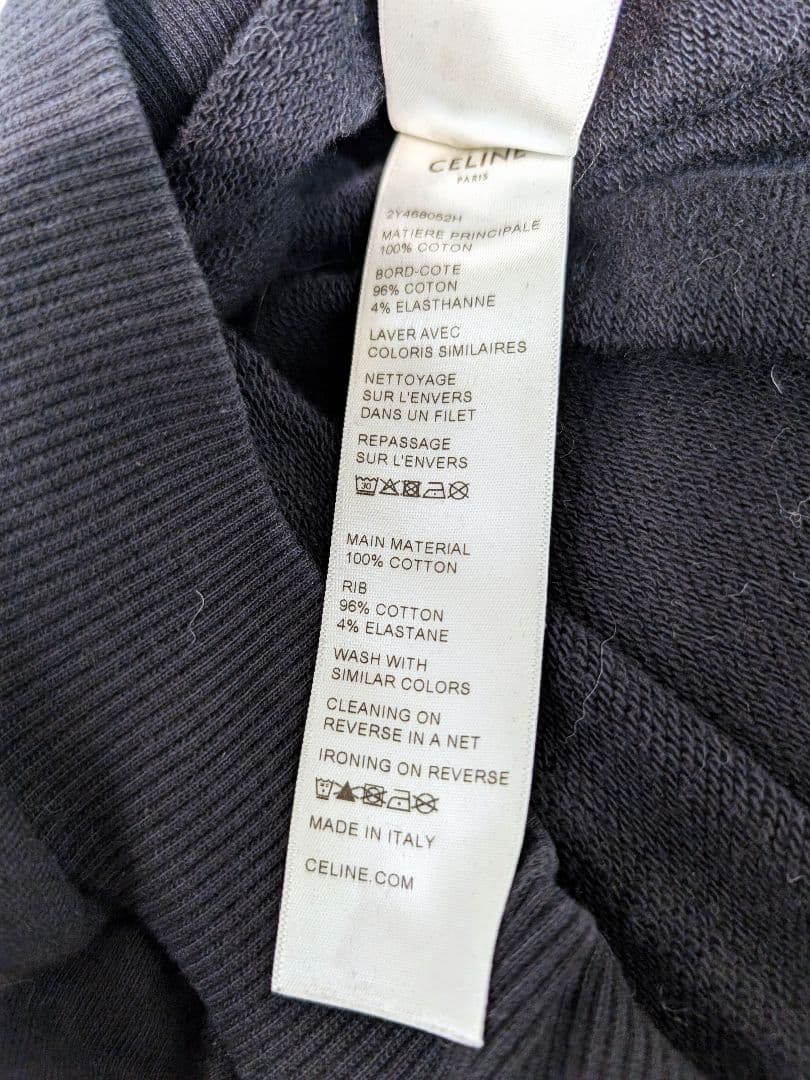 CELINE
PARIS
2Y468052H
MATIERE PRINCIPALE
100% COTON
BORD-COTE
96% COTON
4% ELASTHANNE
LAVER AVEC
COLORIS SIMILAIRES
NETTOYAGE
SUR L'ENVERS
DANS UN FILET
REPASSAGE
SUR L'ENVERS
30
MAIN MATERIAL
100% COTTON
RIB
96% COTTON
4% ELASTANE
WASH WITH
SIMILAR COLORS
CLEANING ON
REVERSE IN A NET
IRONING ON REVERSE
MADE IN ITALY
CELINE.COM